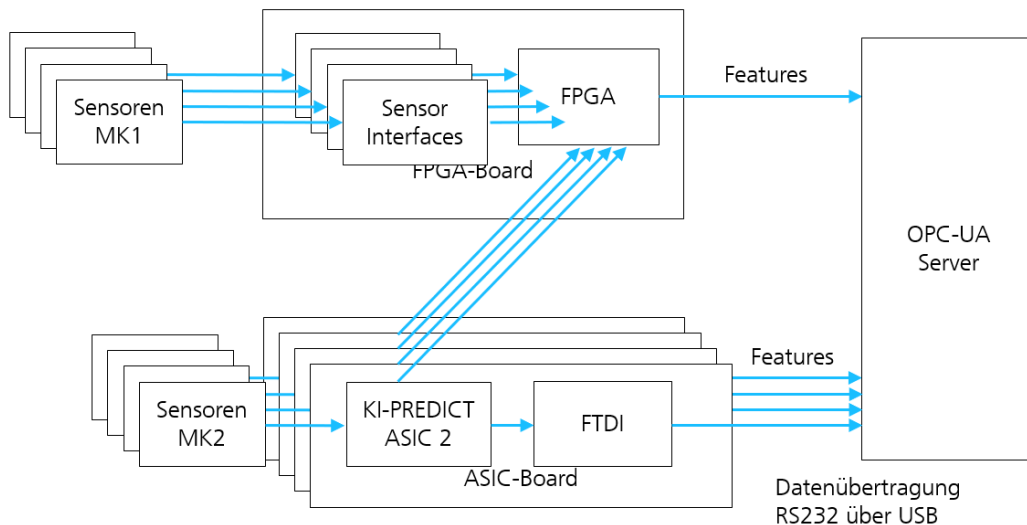 Sensoren
MK1
Sensor
Interfaces
FPGA
FPGA-Board
Features
OPC-UA
Server
Sensoren
MK2
KI-PREDICT
ASIC 2
FTDI
ASIC-Board
Features
Datenübertragung
RS232 über USB